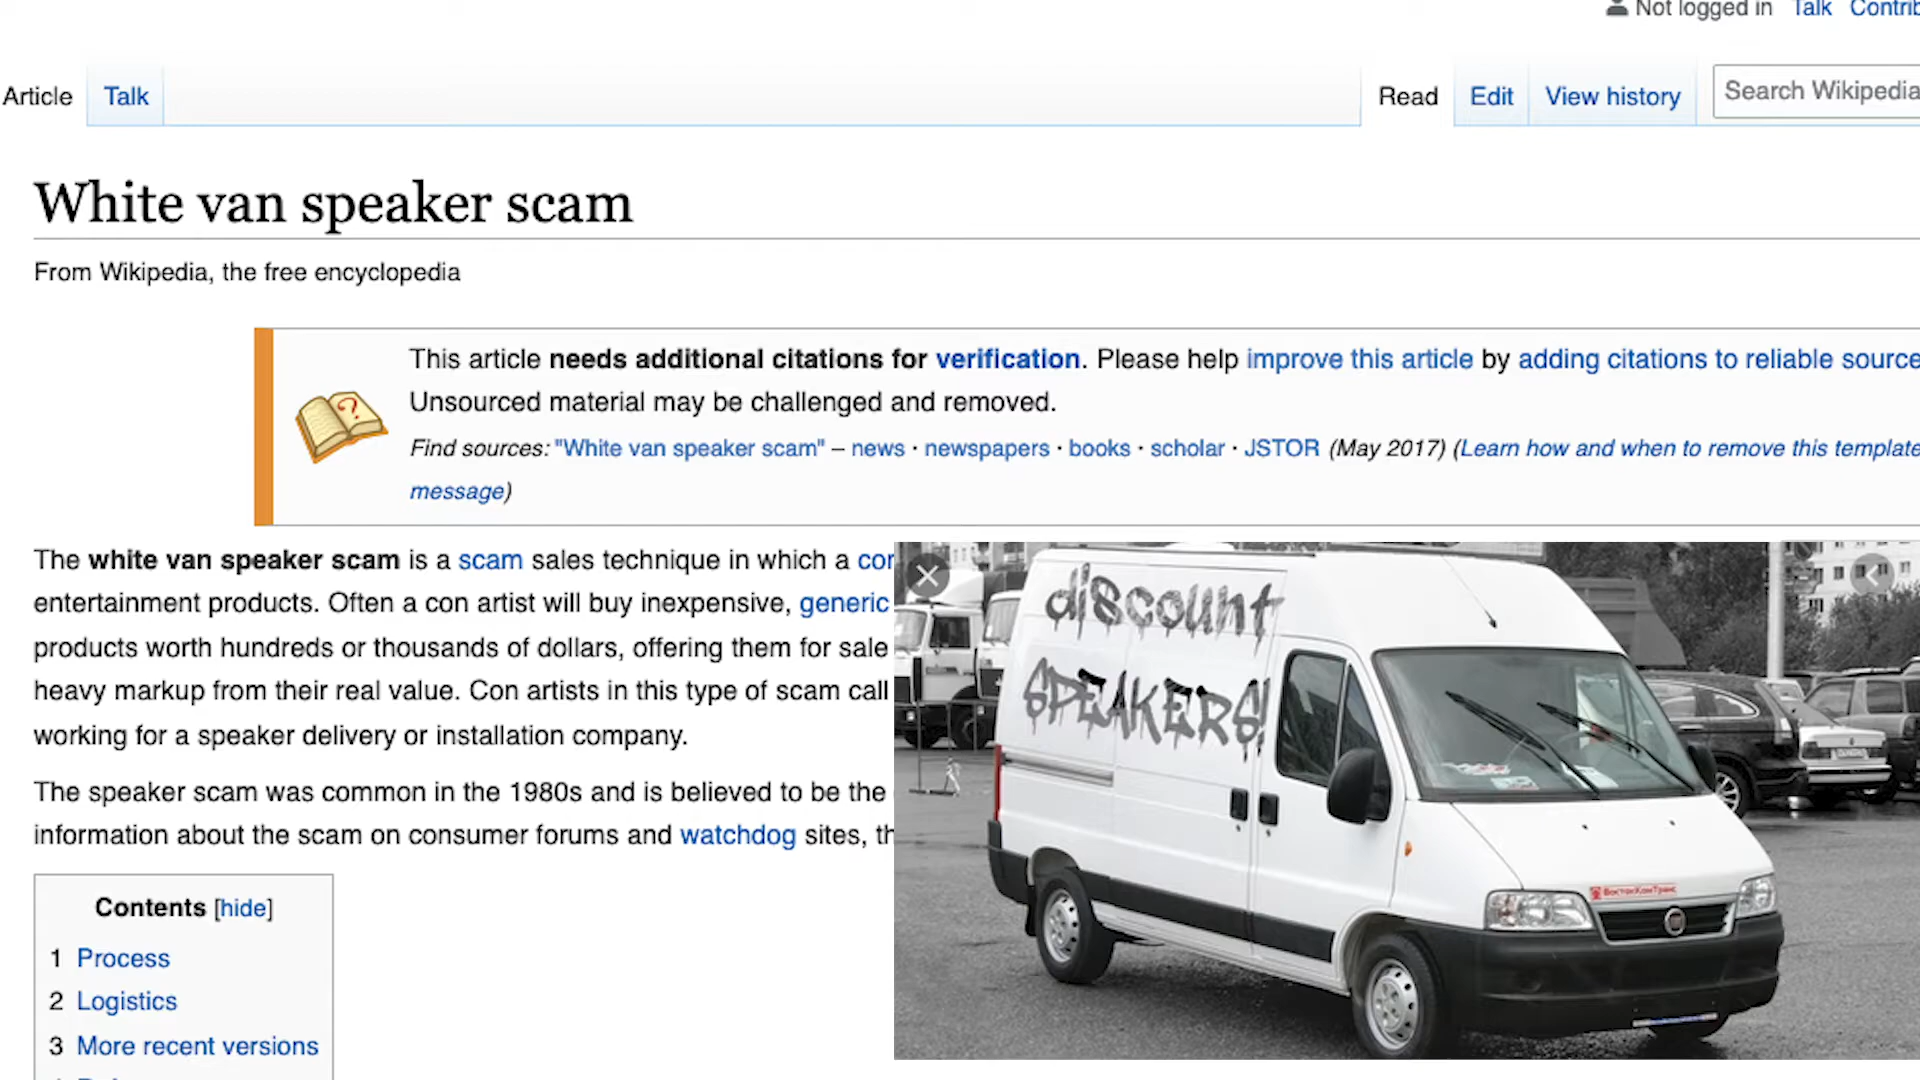 Not logged in Talk
Article Talk Read Edit View history Search Wikipedia
White van speaker scam
From Wikipedia, the free encyclopedia
This article needs additional citations for verification. Please help improve this article by adding citations to reliable source
Unsourced material may be challenged and removed.
Find sources: "White van speaker scam" – news · newspapers · books · scholar · JSTOR (May 2017) (Learn how and when to remove this template
message)
The white van speaker scam is a scam sales technique in which a
entertainment products. Often a con artist will buy inexpensive, generic
products worth hundreds or thousands of dollars, offering them for sale
heavy markup from their real value. Con artists in this type of scam call
working for a speaker delivery or installation company.
The speaker scam was common in the 1980s and is believed to be the
information about the scam on consumer forums and watchdog sites,
Contents [hide]
1 Process
2 Logistics
3 More recent versions
discount
SPEAKERS!
ВостокКомТранс